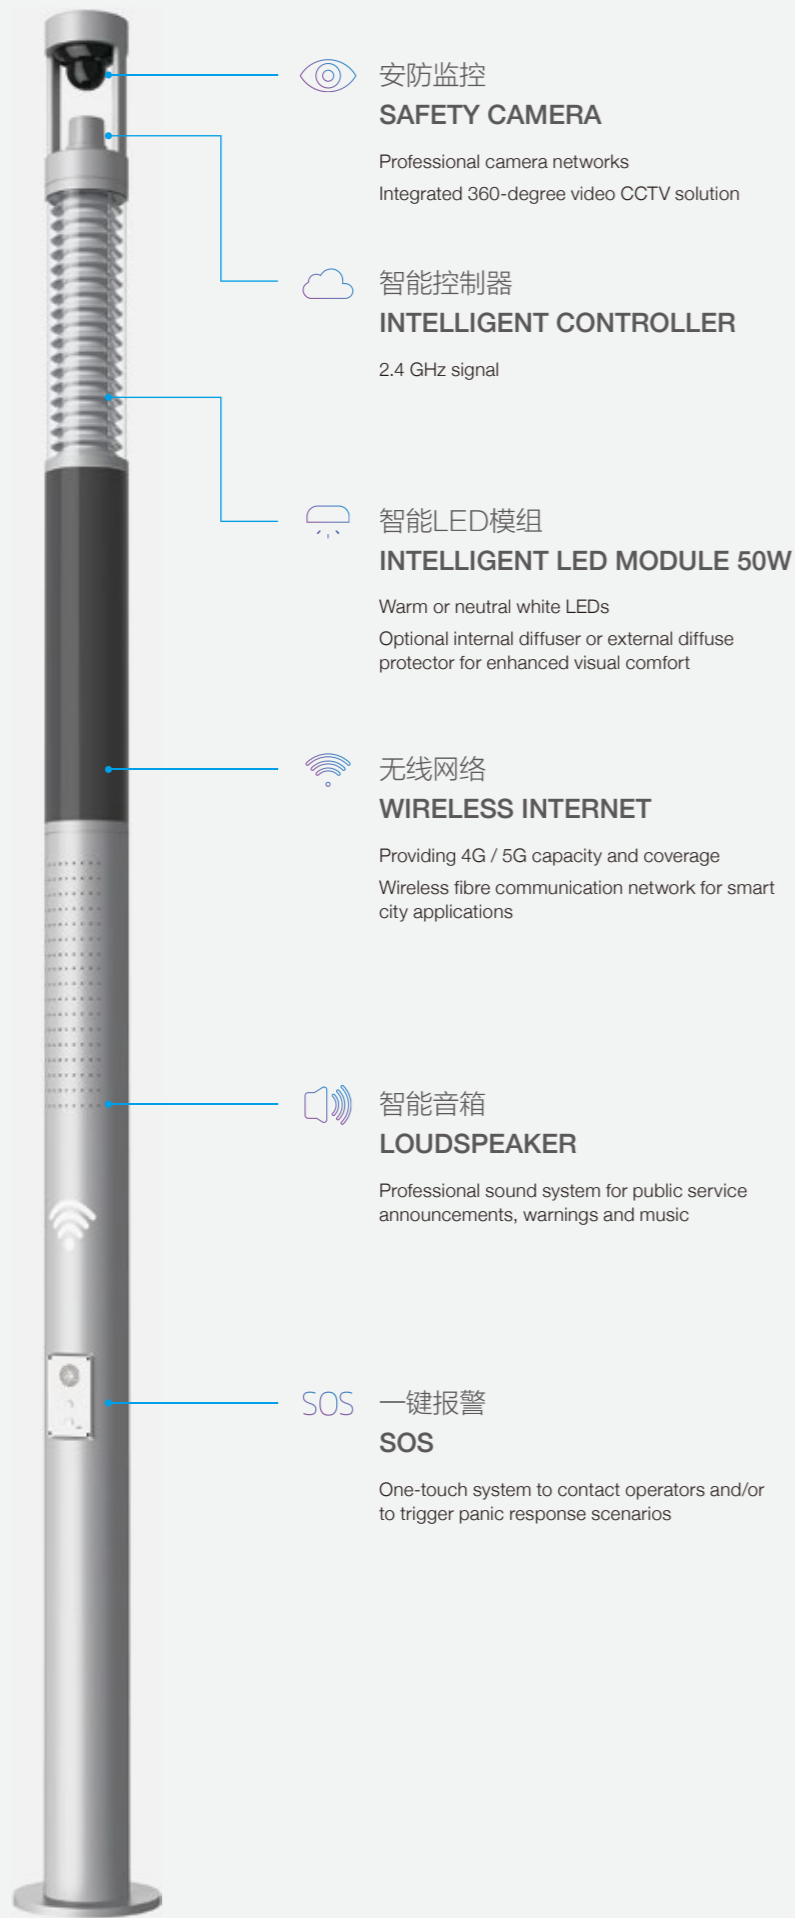 安防监控
SAFETY CAMERA
Professional camera networks
Integrated 360-degree video CCTV solution
智能控制器
INTELLIGENT CONTROLLER
2.4 GHz signal
智能LED模组
INTELLIGENT LED MODULE 50W
Warm or neutral white LEDs
Optional internal diffuser or external diffuse
protector for enhanced visual comfort
无线网络
WIRELESS INTERNET
Providing 4G / 5G capacity and coverage
Wireless fibre communication network for smart
city applications
智能音箱
LOUDSPEAKER
Professional sound system for public service
announcements, warnings and music
SOS 一键报警
SOS
One-touch system to contact operators and/or
to trigger panic response scenarios